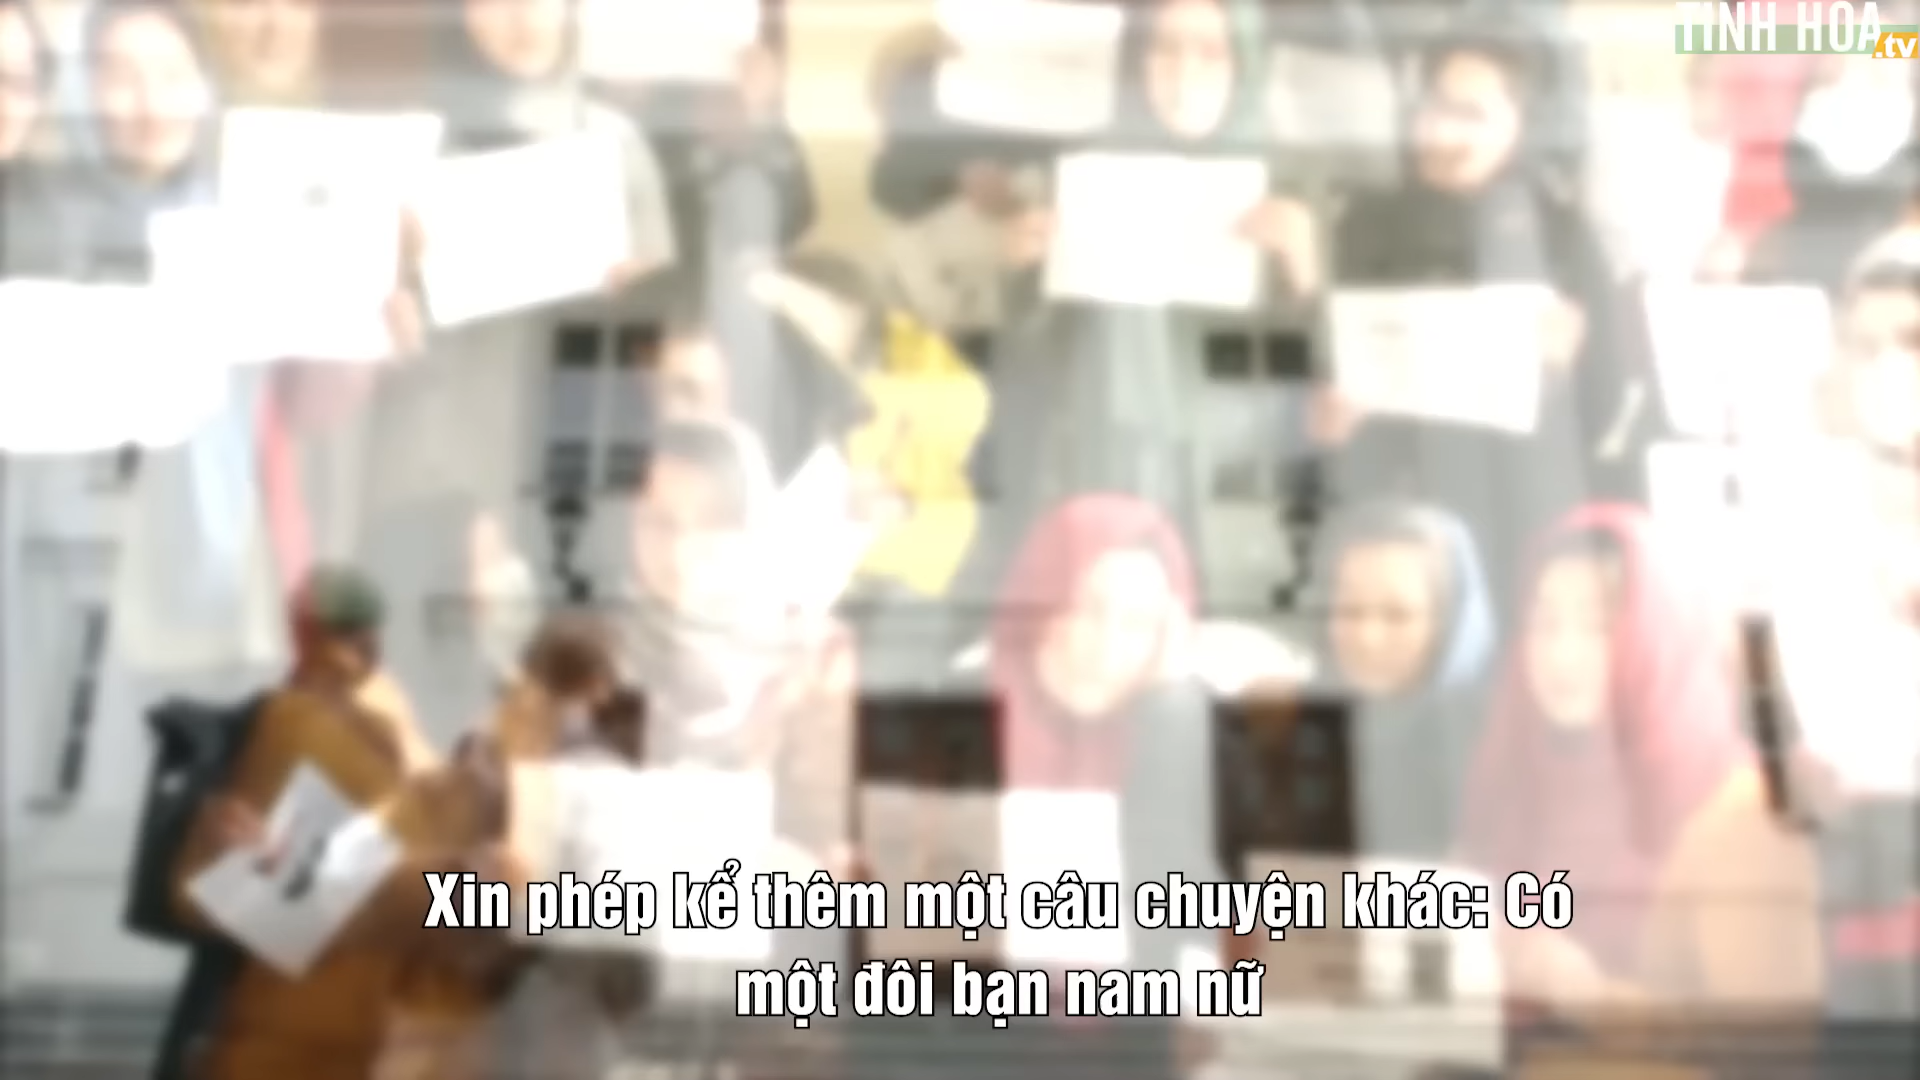 TINH HOA
.tv
Xin phép kể thêm một câu chuyện khác: Có
một đôi bạn nam nữ